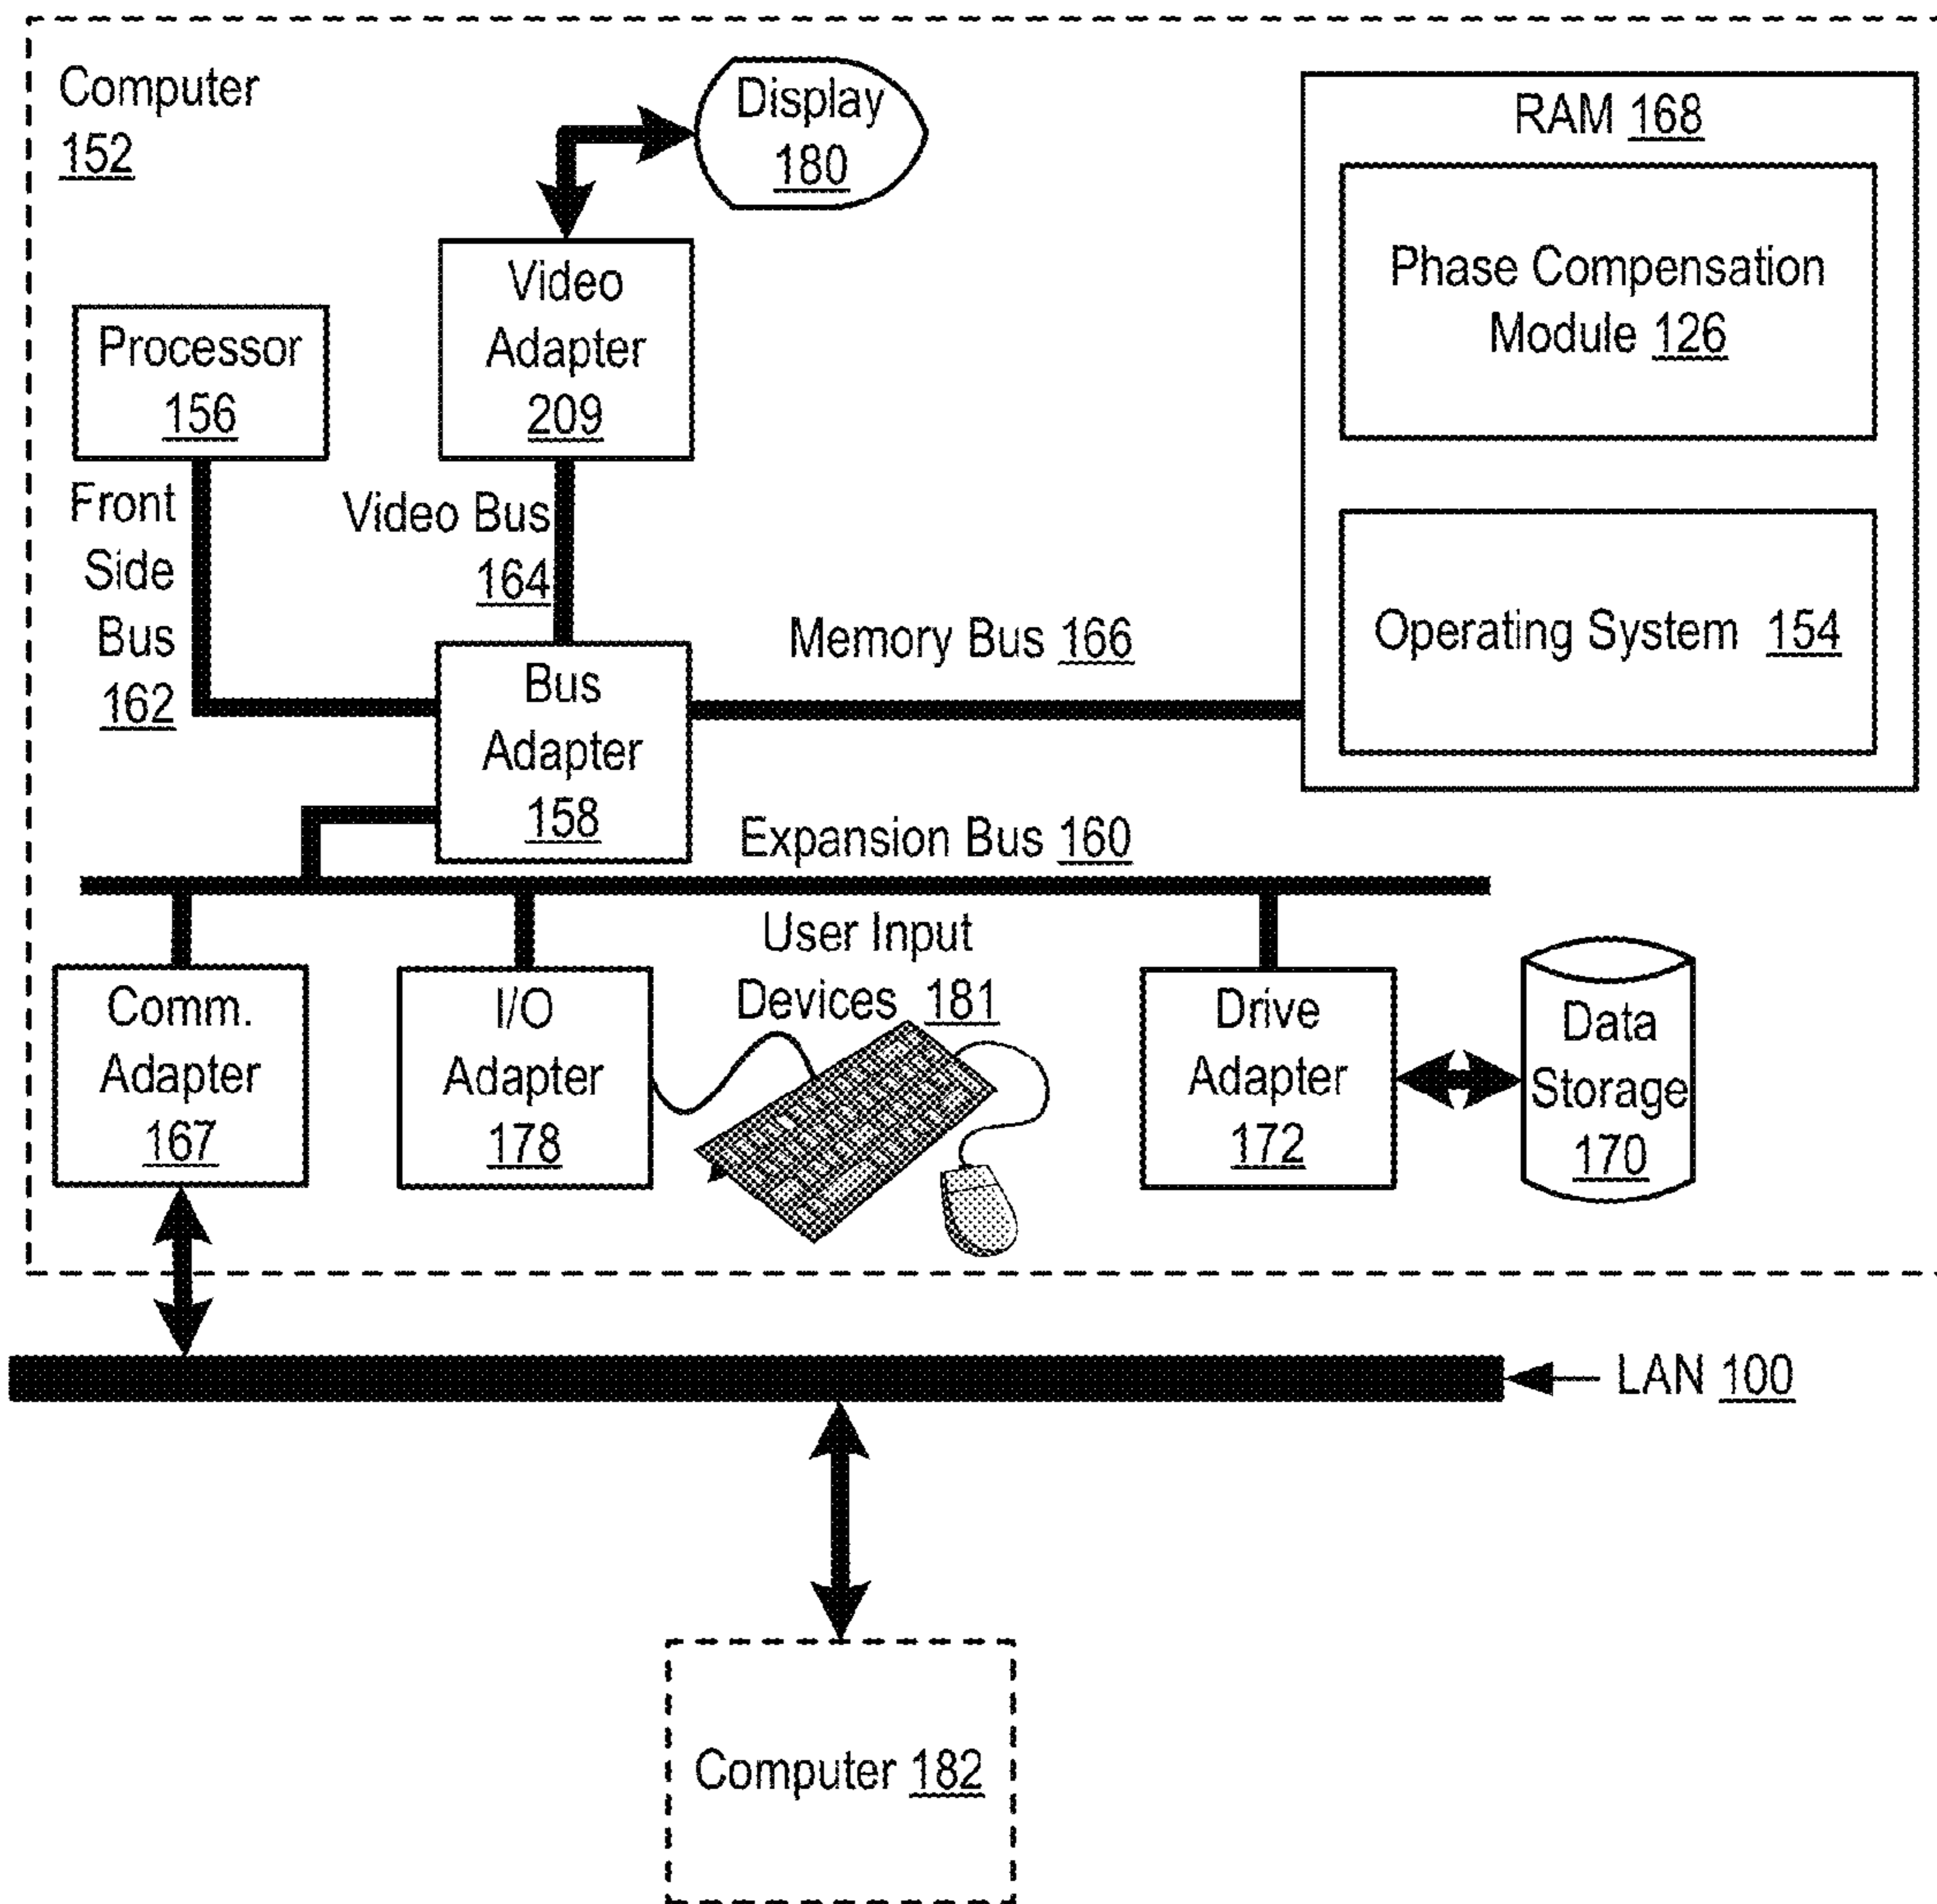 Computer
152
Display
180
RAM 168
Phase Compensation
Module 126
Operating System 154
Video
Adapter
209
Processor
156
Front
Side
Bus
162
Video Bus
164
Memory Bus 166
Bus
Adapter
158
Expansion Bus 160
Comm.
Adapter
167
I/O
Adapter
178
User Input
Devices 181
Drive
Adapter
172
Data
Storage
170
LAN 100
Computer 182